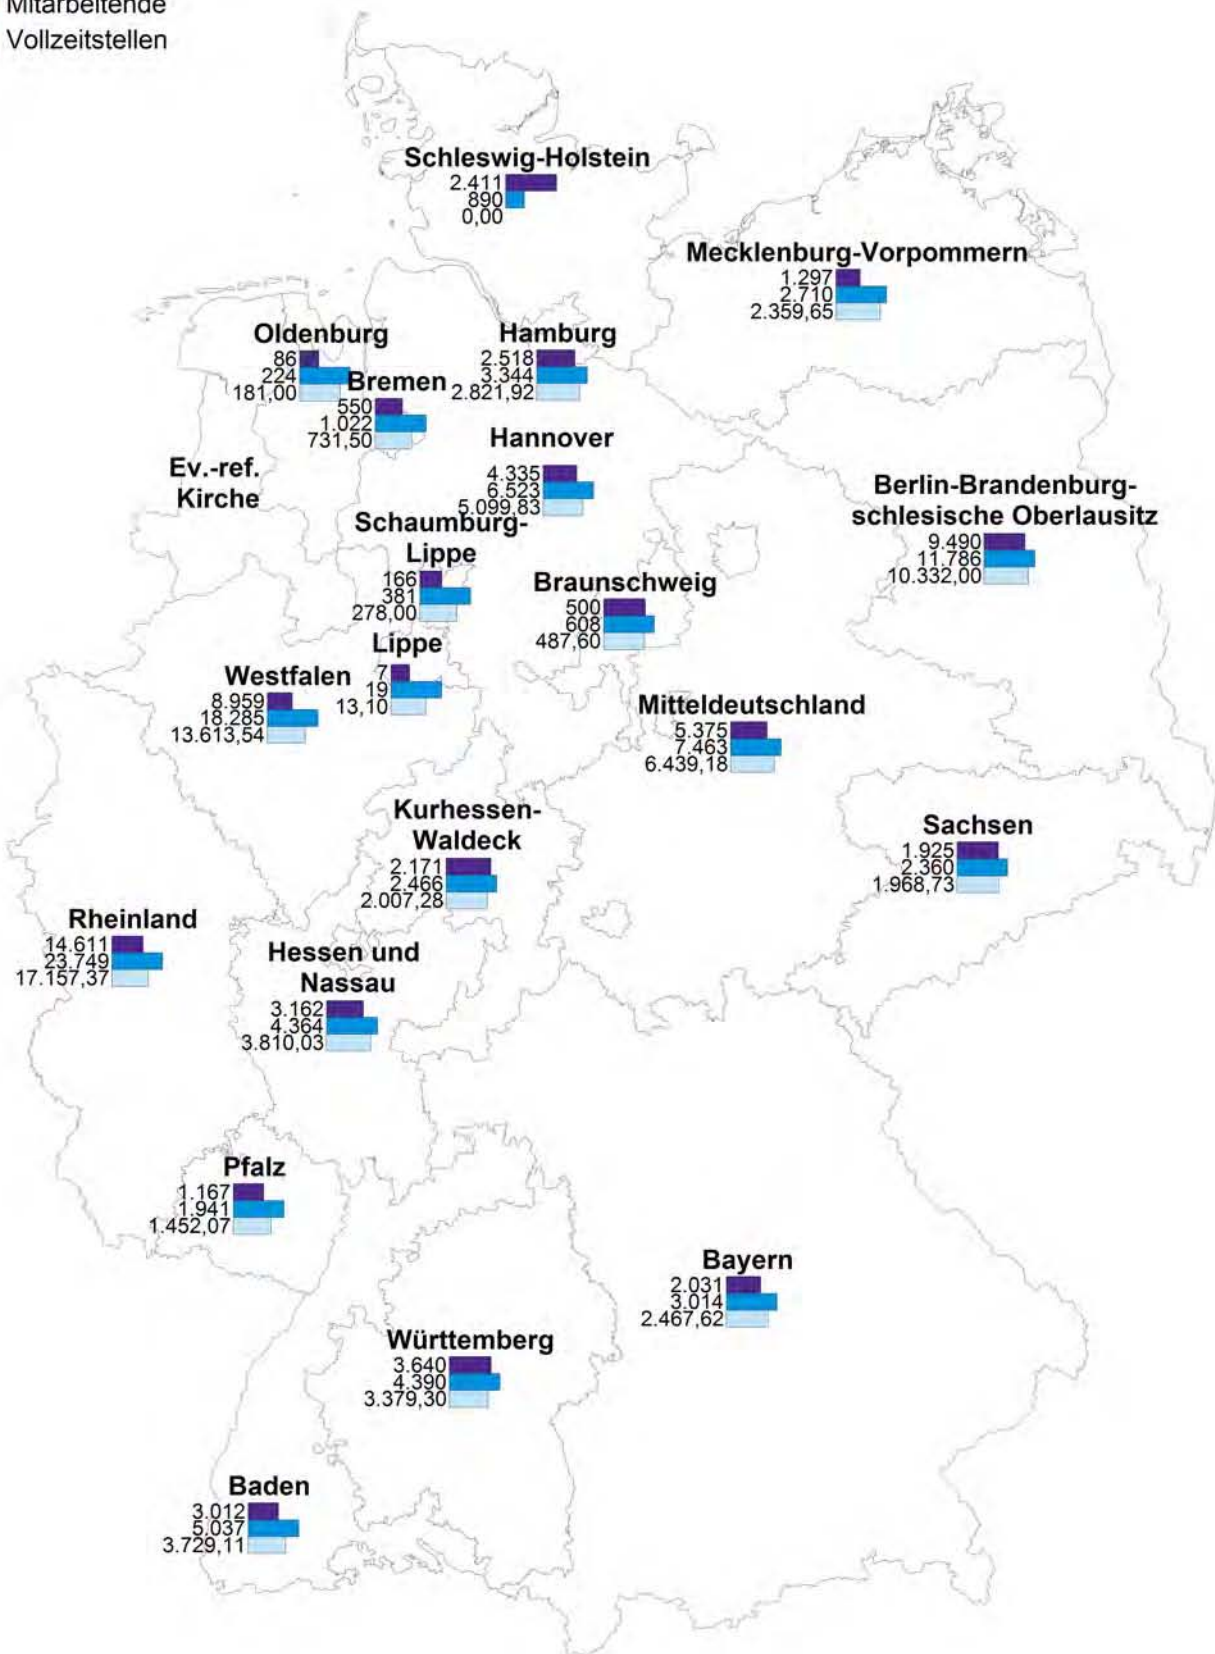 Mitarbeitende
Vollzeitstellen
Schleswig-Holstein
2.411
890
0,00
Mecklenburg-Vorpommern
1.297
2.710
2.359,65
Oldenburg
86
224
181,00
Hamburg
2.518
3.344
2.821,92
Bremen
550
1.022
731,50
Hannover
4.335
6.523
5.099,83
Ev.-ref.
Kirche
Berlin-Brandenburg-
schlesische Oberlausitz
9.490
11.786
10.332,00
Schaumburg-
Lippe
166
381
278,00
Braunschweig
500
608
487,60
Lippe
7
19
13,10
Westfalen
8.959
18.285
13.613,54
Mitteldeutschland
5.375
7.463
6.439,18
Kurhessen-
Waldeck
2.171
2.466
2.007,28
Sachsen
1.925
2.360
1.968,73
Rheinland
14.611
23.749
17.157,37
Hessen und
Nassau
3.162
4.364
3.810,03
Pfalz
1.167
1.941
1.452,07
Bayern
2.031
3.014
2.467,62
Württemberg
3.640
4.390
3.379,30
Baden
3.012
5.037
3.729,11